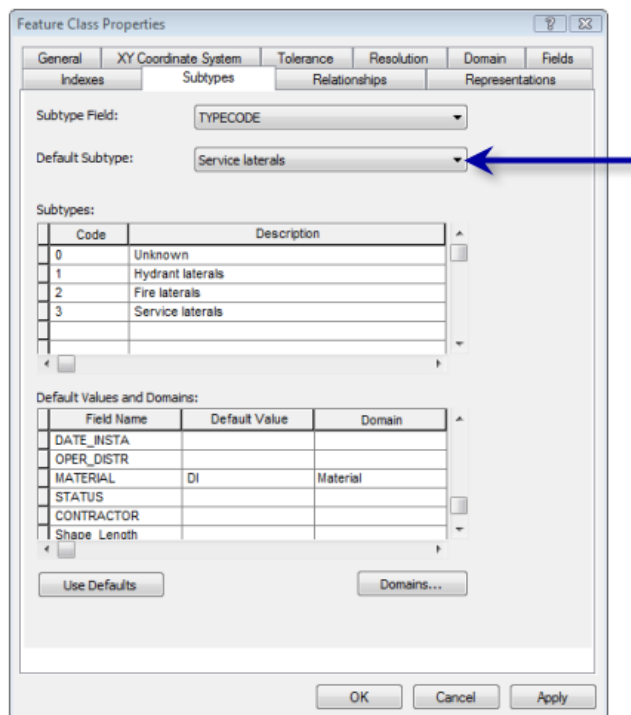 Feature Class Properties
General XY Coordinate System Tolerance Resolution Domain Fields
Indexes Subtypes Relationships Representations
Subtype Field: TYPECODE
Default Subtype: Service laterals
Subtypes:
Code Description
0 Unknown
1 Hydrant laterals
2 Fire laterals
3 Service laterals
Default Values and Domains:
Field Name Default Value Domain
DATE_INSTA
OPER_DISTR
MATERIAL DI Material
STATUS
CONTRACTOR
Shape_Length
Use Defaults Domains...
OK Cancel Apply